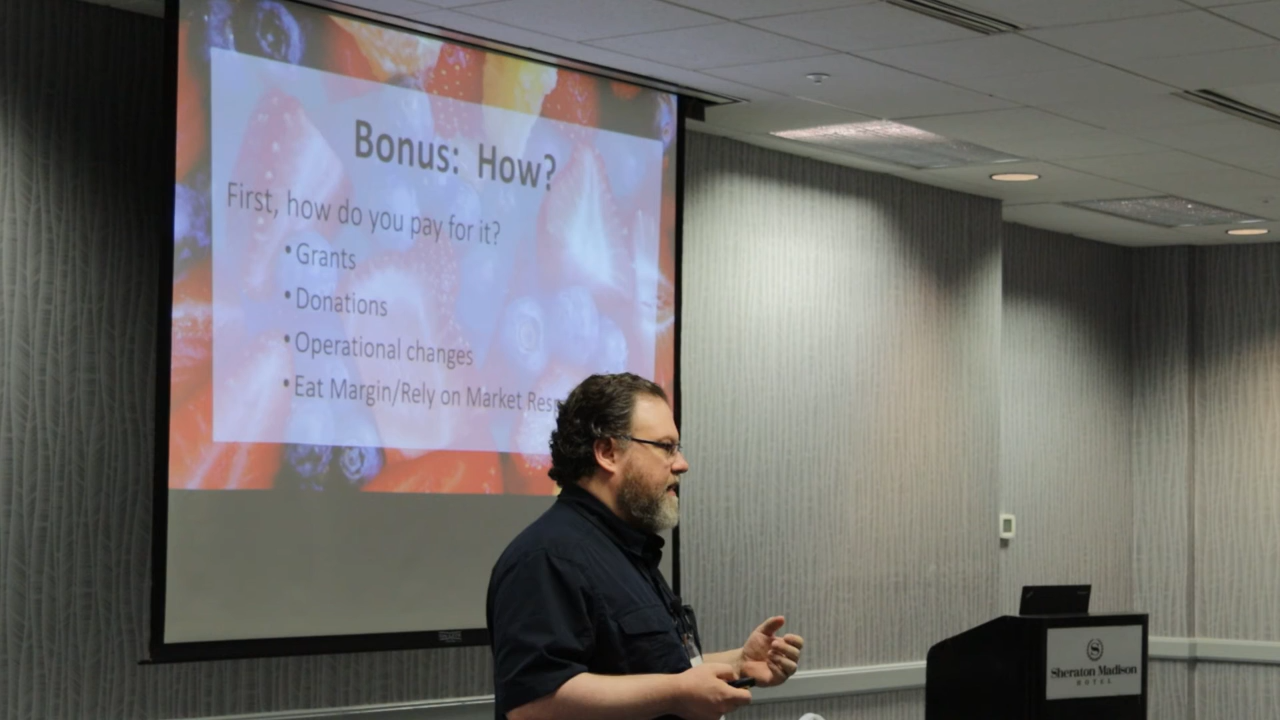 Bonus: How?
First, how do you pay for it?
• Grants
• Donations
• Operational changes
• Eat Margin/Rely on Market
S
Sheraton Madison
HOTEL